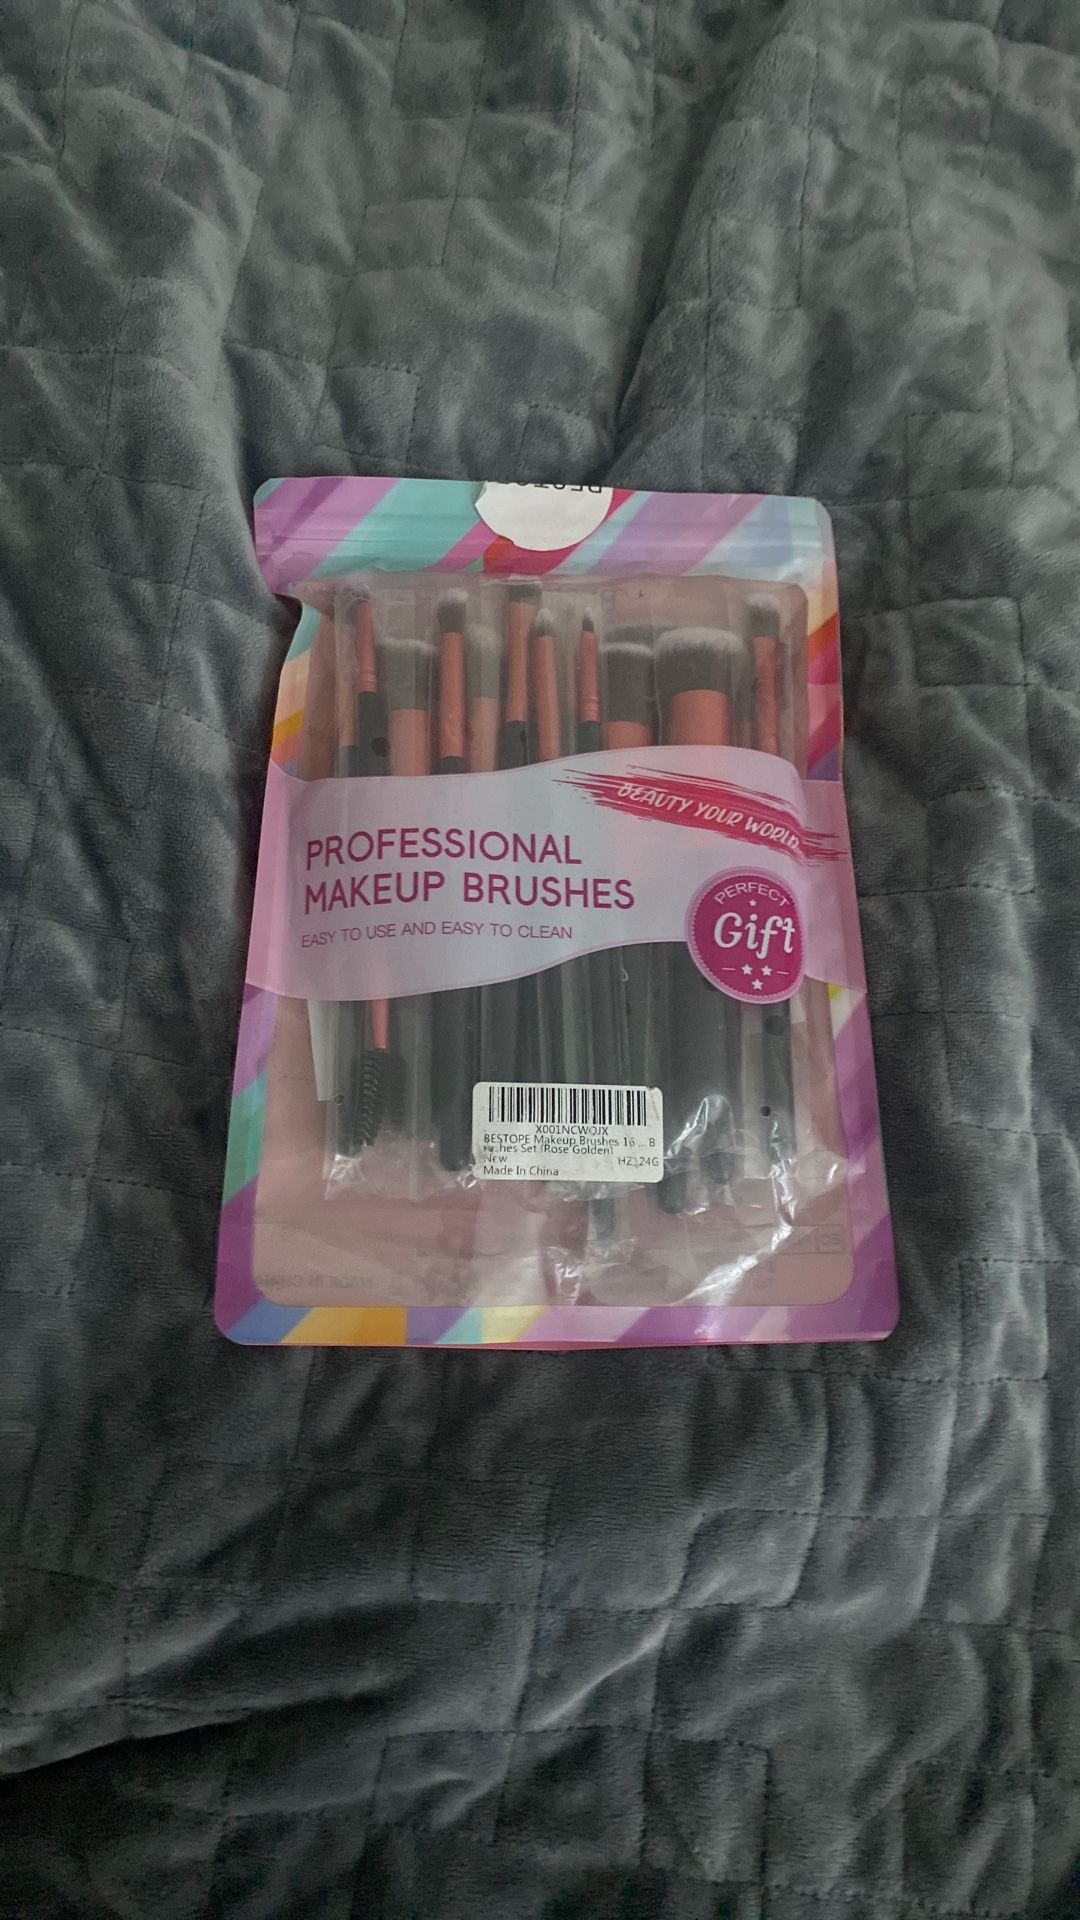 PROFESSIONAL
MAKEUP BRUSHES
EASY TO USE AND EASY TO CLEAN
BEAUTY YOUR WORLD
PERFECT
Gift
X001NCWOJX
BESTOPE Makeup Brushes 16 ... B
rushes Set (Rose Golden)
New
HZ124G
Made In China